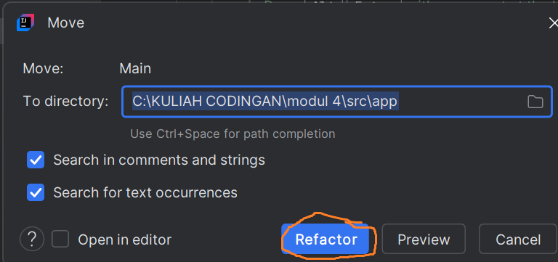 Move
Move: Main
To directory: C:\KULIAH CODINGAN\modul 4\src\app
Use Ctrl+Space for path completion
Search in comments and strings
Search for text occurrences
? Open in editor Refactor Preview Cancel